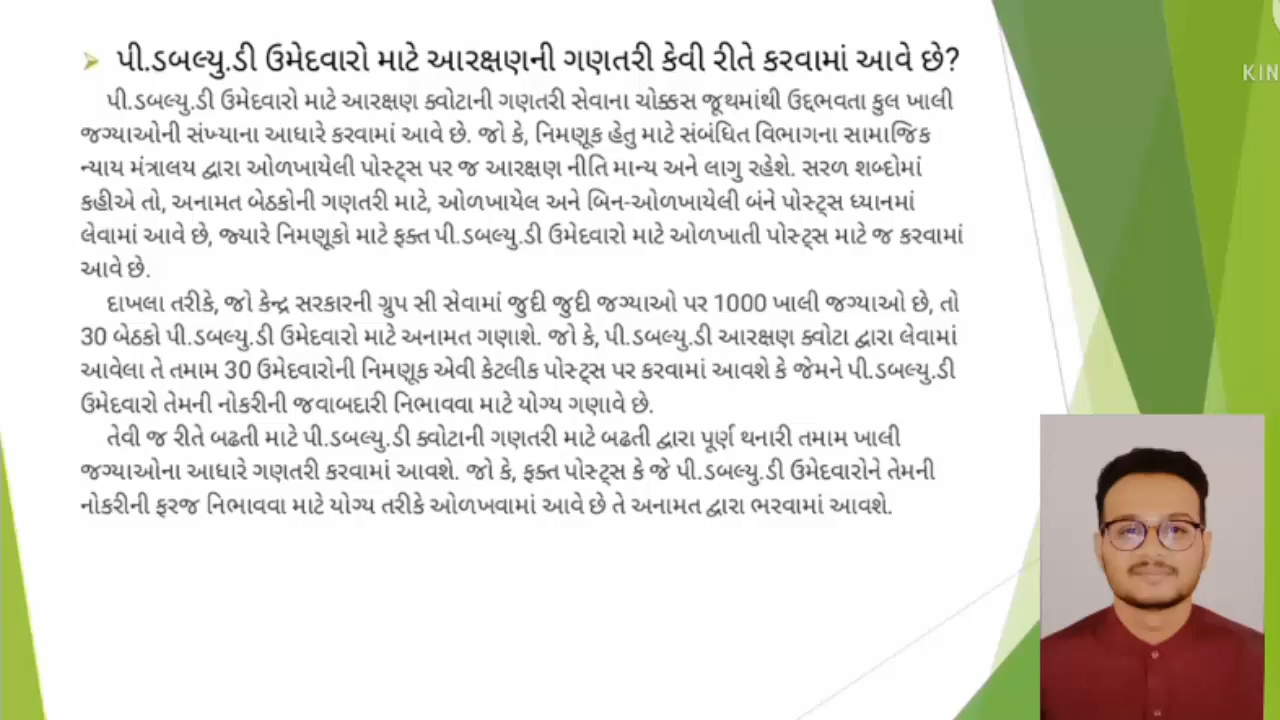 પી.ડબલ્યુ.ડી ઉમેદવારો માટે આરક્ષણની ગણતરી કેવી રીતે કરવામાં આવે છે?
KIN
પી.ડબલ્યુ.ડી ઉમેદવારો માટે આરક્ષણ ક્વોટાની ગણતરી સેવાના ચોક્કસ જૂથમાંથી ઉદ્દભવતા કુલ ખાલી
જગ્યાઓની સંખ્યાના આધારે કરવામાં આવે છે. જો કે, નિમણૂક હેતુ માટે સંબંધિત વિભાગના સામાજિક
ન્યાય મંત્રાલય દ્વારા ઓળખાયેલી પોસ્ટ્સ પર જ આરક્ષણ નીતિ માન્ય અને લાગુ રહેશે. સરળ શબ્દોમાં
કહીએ તો, અનામત બેઠકોની ગણતરી માટે, ઓળખાયેલ અને બિન-ઓળખાયેલી બંને પોસ્ટ્સ ધ્યાનમાં
લેવામાં આવે છે, જ્યારે નિમણૂકો માટે ફક્ત પી.ડબલ્યુ.ડી ઉમેદવારો માટે ઓળખાતી પોસ્ટ્સ માટે જ કરવામાં
આવે છે.
દાખલા તરીકે, જો કેન્દ્ર સરકારની ગ્રુપ સી સેવામાં જુદી જુદી જગ્યાઓ પર 1000 ખાલી જગ્યાઓ છે, તો
30 બેઠકો પી.ડબલ્યુ.ડી ઉમેદવારો માટે અનામત ગણાશે. જો કે, પી.ડબલ્યુ.ડી આરક્ષણ ક્વોટા દ્વારા લેવામાં
આવેલા તે તમામ 30 ઉમેદવારોની નિમણૂક એવી કેટલીક પોસ્ટ્સ પર કરવામાં આવશે કે જેમને પી.ડબલ્યુ.ડી
ઉમેદવારો તેમની નોકરીની જવાબદારી નિભાવવા માટે યોગ્ય ગણાવે છે.
તેવી જ રીતે બઢતી માટે પી.ડબલ્યુ.ડી ક્વોટાની ગણતરી માટે બઢતી દ્વારા પૂર્ણ થનારી તમામ ખાલી
જગ્યાઓના આધારે ગણતરી કરવામાં આવશે. જો કે, ફક્ત પોસ્ટ્સ કે જે પી.ડબલ્યુ.ડી ઉમેદવારોને તેમની
નોકરીની ફરજ નિભાવવા માટે યોગ્ય તરીકે ઓળખવામાં આવે છે તે અનામત દ્વારા ભરવામાં આવશે.